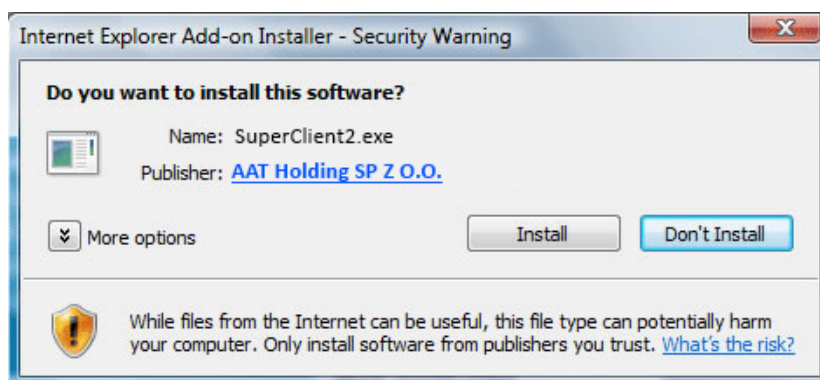 Internet Explorer Add-on Installer - Security Warning
Do you want to install this software?
Name: SuperClient2.exe
Publisher: AAT Holding SP Z O.O.
More options
Install
Don't Install
While files from the Internet can be useful, this file type can potentially harm
your computer. Only install software from publishers you trust. What's the risk?